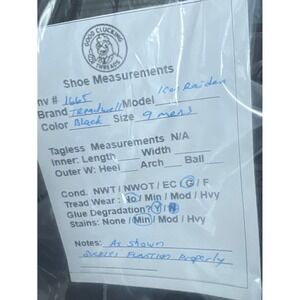 GOOD CLUCKING
THREADS
Shoe Measurements
nv # 1665
Brand Treadwell Model Ice Raiden
Color Black Size 9 mens
Tagless Measurements N/A
Inner: Length Width
Outer W: Heel Arch Ball
Cond. NWT / NWOT / EC / G / F
Tread Wear: No / Min / Mod / Hvy
Glue Degradation? Y / N
Stains: None / Min / Mod / Hvy
Notes: As shown
Properly